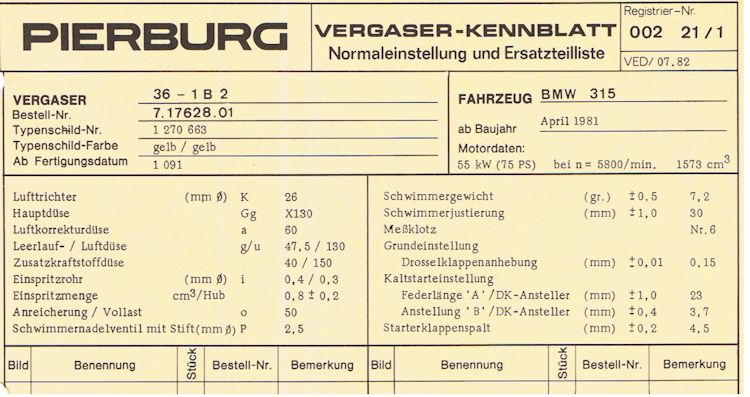 PIERBURG
VERGASER-KENNBLATT
Normaleinstellung und Ersatzteilliste
Registrier-Nr.
002 21/1
VED/ 07.82
VERGASER 36 - 1 B 2
Bestell-Nr. 7.17628.01
Typenschild-Nr. 1 270 663
Typenschild-Farbe gelb / gelb
Ab Fertigungsdatum 1 091
FAHRZEUG BMW 315
ab Baujahr April 1981
Motordaten:
55 kW (75 PS) bei n = 5800/min. 1573 cm³
Lufttrichter (mm Ø) K 26
Hauptdüse Gg X130
Luftkorrekturdüse a 60
Leerlauf- / Luftdüse g/u 47,5 / 130
Zusatzkraftstoffdüse 40 / 150
Einspritzrohr (mm Ø) i 0,4 / 0,3
Einspritzmenge cm³/Hub 0,8 ± 0,2
Anreicherung / Vollast o 50
Schwimmernadelventil mit Stift(mm Ø) P 2,5
Schwimmergewicht (gr.) ±0,5 7,2
Schwimmerjustierung (mm) ±1,0 30
Meßklotz Nr.6
Grundeinstellung
Drosselklappenanhebung (mm) ±0,01 0,15
Kaltstarteinstellung
Federlänge 'A'/DK-Ansteller (mm) ±1,0 23
Anstellung 'B'/DK-Ansteller (mm) ±0,4 3,7
Starterklappenspalt (mm) ±0,2 4,5
Bild Benennung Stück Bestell-Nr. Bemerkung Bild Benennung Stück Bestell-Nr. Bemerkung